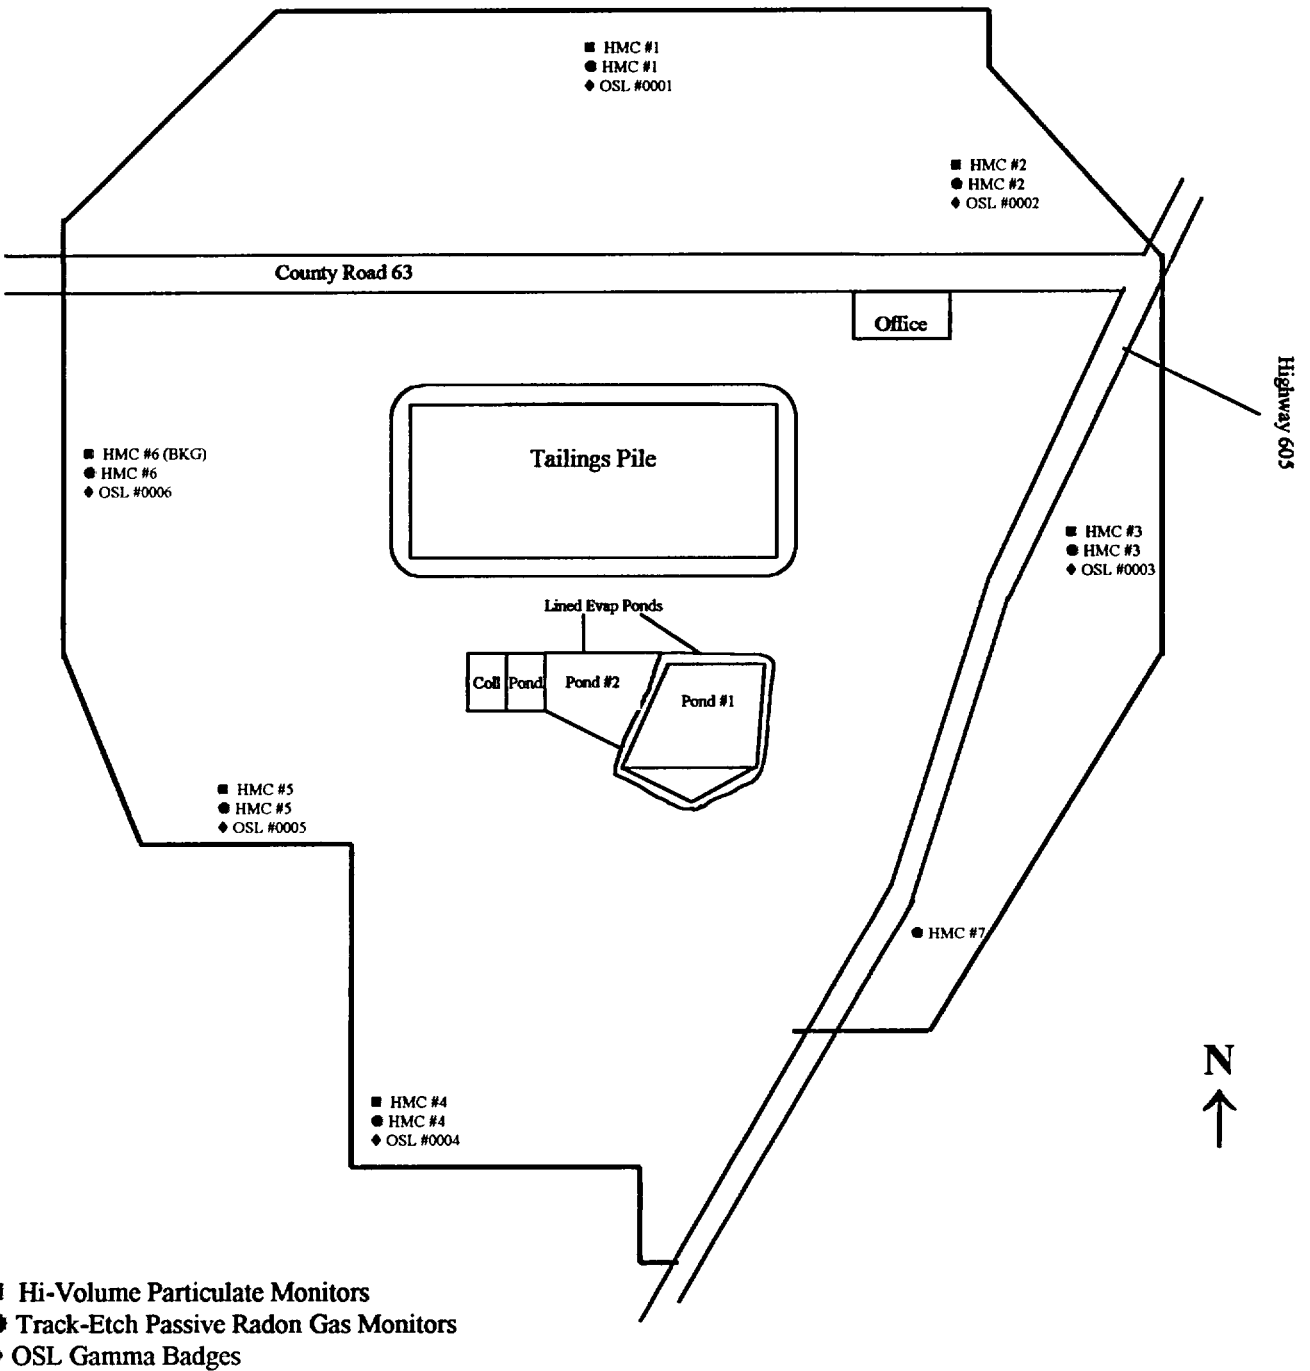 ■ HMC #1
● HMC #1
♦ OSL #0001
■ HMC #2
● HMC #2
♦ OSL #0002
County Road 63
Office
Highway 605
Tailings Pile
■ HMC #6 (BKG)
● HMC #6
♦ OSL #0006
■ HMC #3
● HMC #3
♦ OSL #0003
Lined Evap Ponds
Coll Pond Pond #2
Pond #1
■ HMC #5
● HMC #5
♦ OSL #0005
● HMC #7
N
■ HMC #4
● HMC #4
♦ OSL #0004
■ Hi-Volume Particulate Monitors
● Track-Etch Passive Radon Gas Monitors
♦ OSL Gamma Badges